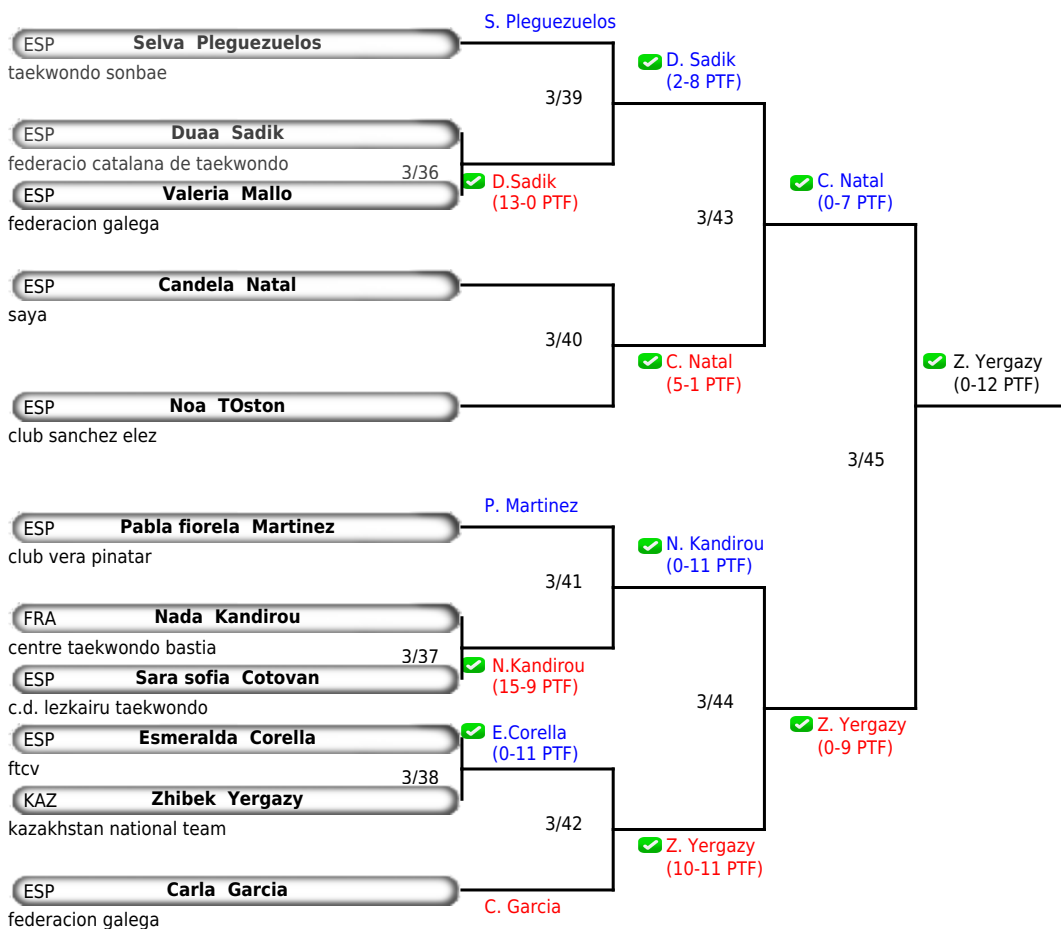 S. Pleguezuelos
ESP Selva Pleguezuelos
taekwondo sonbae
D. Sadik
(2-8 PTF)
3/39
ESP Duaa Sadik
federacio catalana de taekwondo
3/36
D.Sadik
(13-0 PTF)
ESP Valeria Mallo
federacion galega
C. Natal
(0-7 PTF)
3/43
ESP Candela Natal
saya
3/40
C. Natal
(5-1 PTF)
Z. Yergazy
(0-12 PTF)
ESP Noa TOston
club sanchez elez
3/45
P. Martinez
ESP Pabla fiorela Martinez
club vera pinatar
N. Kandirou
(0-11 PTF)
3/41
FRA Nada Kandirou
centre taekwondo bastia
3/37
N.Kandirou
(15-9 PTF)
ESP Sara sofia Cotovan
c.d. lezkairu taekwondo
3/44
Z. Yergazy
(0-9 PTF)
ESP Esmeralda Corella
ftcv
E.Corella
(0-11 PTF)
3/38
KAZ Zhibek Yergazy
kazakhstan national team
3/42
Z. Yergazy
(10-11 PTF)
ESP Carla Garcia
federacion galega
C. Garcia